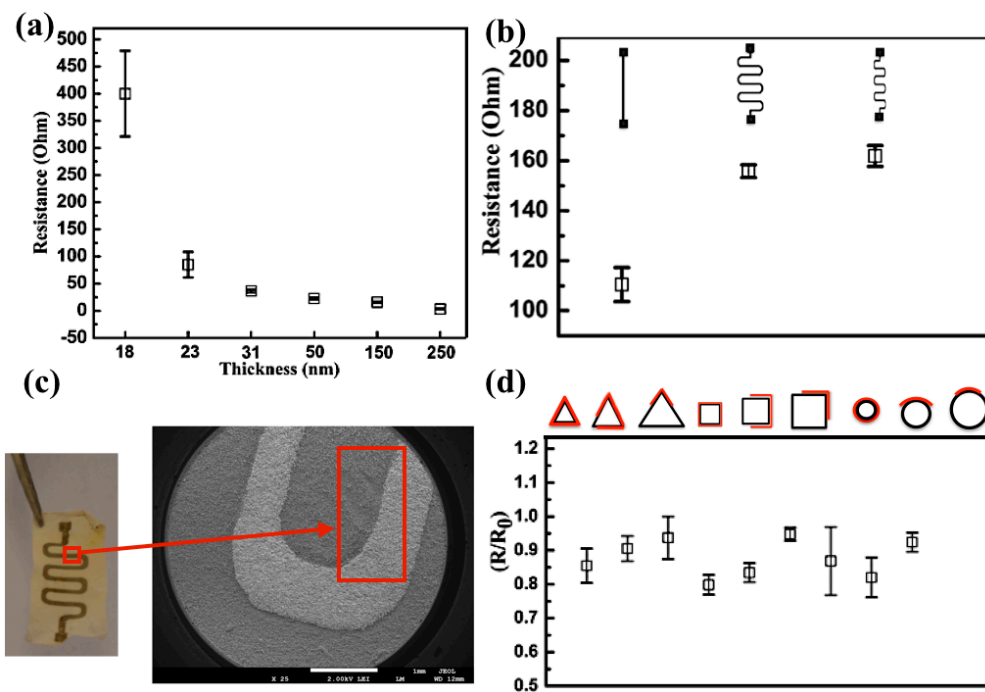 (a)
500
450
400
350
300
250
200
150
100
50
0
-50
Resistance (Ohm)
18 23 31 50 150 250
Thickness (nm)
(b)
200
180
160
140
120
100
Resistance (Ohm)
(c)
X 25 2.00kV LEI 1mm JEOL
LM WD 12mm
(d)
1.2
1.1
1.0
0.9
0.8
0.7
0.6
0.5
(R/R0)